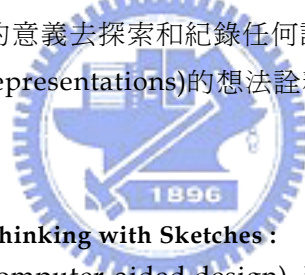 的意義去探索和紀錄任何
epresentations)的想法詮
1896
hinking with Sketches :
omputer-aided design)